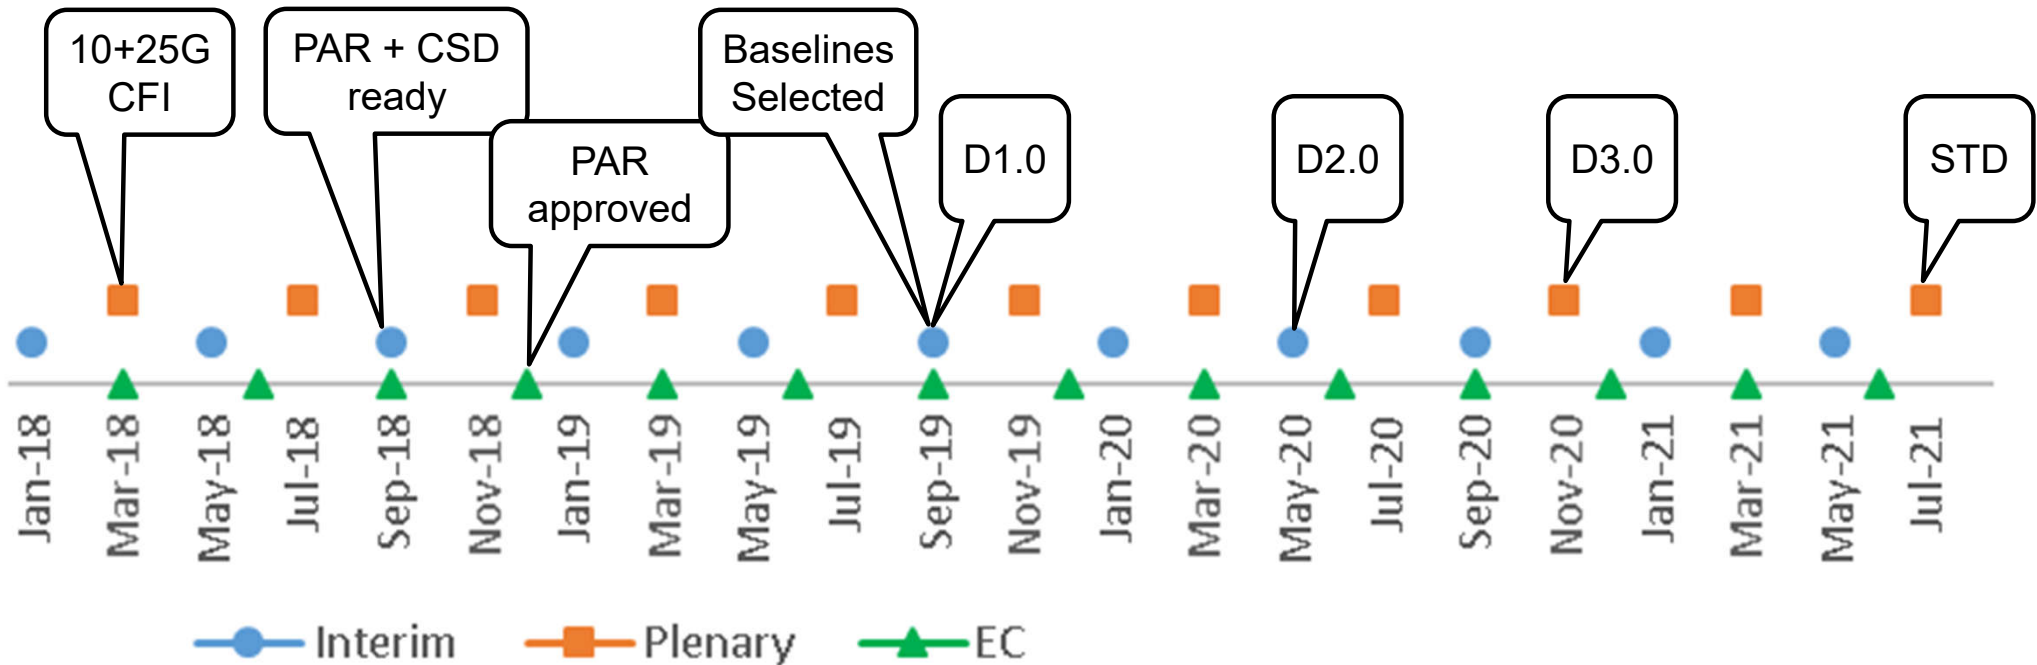 10+25G
CFI
PAR + CSD
ready
PAR
approved
Baselines
Selected
D1.0
D2.0
D3.0
STD
Jan-18
Mar-18
May-18
Jul-18
Sep-18
Nov-18
Jan-19
Mar-19
May-19
Jul-19
Sep-19
Nov-19
Jan-20
Mar-20
May-20
Jul-20
Sep-20
Nov-20
Jan-21
Mar-21
May-21
Jul-21
Interim
Plenary
EC